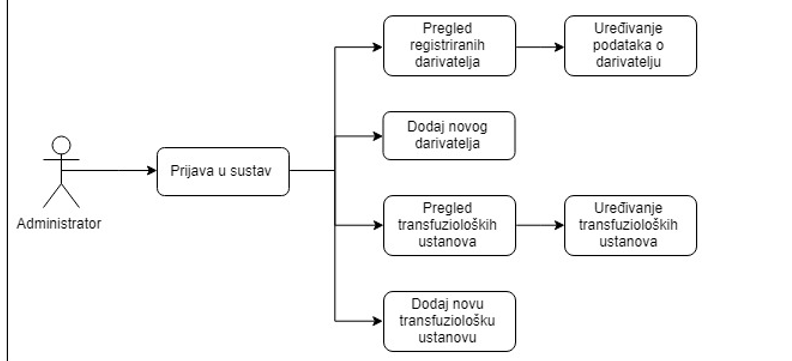 Administrator
Prijava u sustav
Pregled
registriranih
darivatelja
Uređivanje
podataka o
darivatelju
Dodaj novog
darivatelja
Pregled
transfuzioloških
ustanova
Uređivanje
transfuzioloških
ustanova
Dodaj novu
transfuziološku
ustanovu